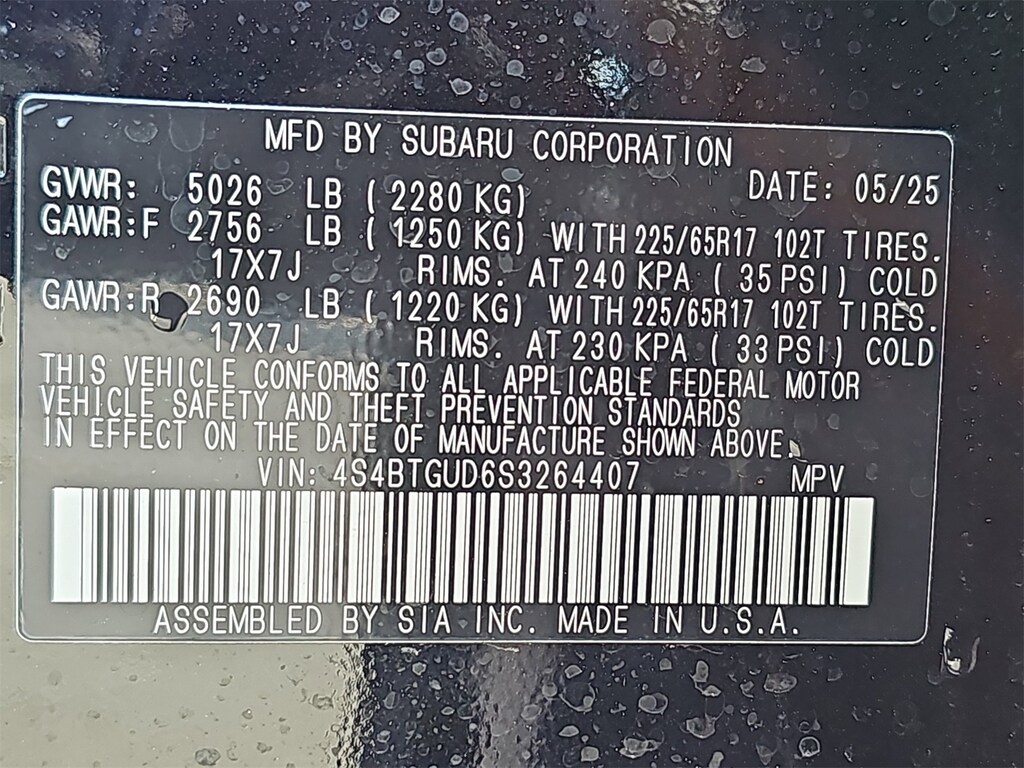 MFD BY SUBARU CORPORATION
GVWR: 5026 LB ( 2280 KG) DATE: 05/25
GAWR:F 2756 LB ( 1250 KG) WITH 225/65R17 102T TIRES.
17X7J RIMS. AT 240 KPA ( 35 PSI) COLD
GAWR:R 2690 LB ( 1220 KG) WITH 225/65R17 102T TIRES.
17X7J RIMS. AT 230 KPA ( 33 PSI) COLD
THIS VEHICLE CONFORMS TO ALL APPLICABLE FEDERAL MOTOR
VEHICLE SAFETY AND THEFT PREVENTION STANDARDS
IN EFFECT ON THE DATE OF MANUFACTURE SHOWN ABOVE.
VIN: 4S4BTGUD6S3264407 MPV
ASSEMBLED BY SIA INC. MADE IN U.S.A.